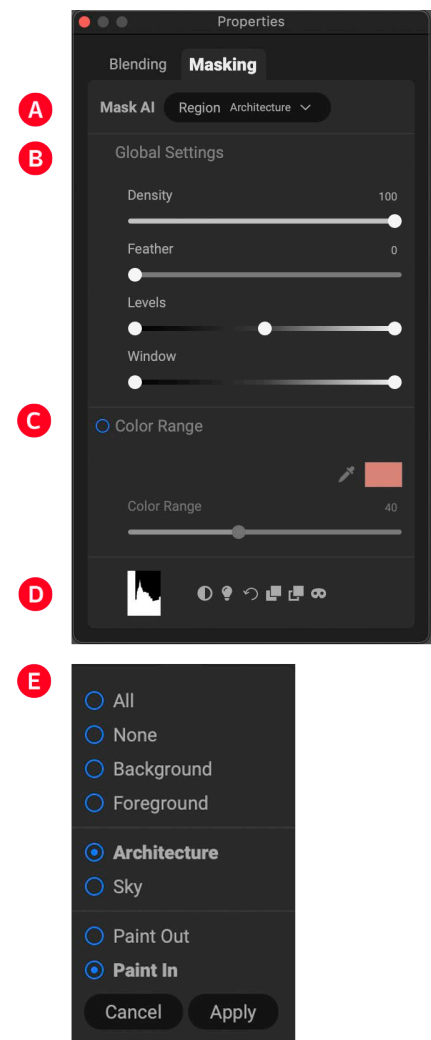 Properties
Blending Masking
A Mask AI Region Architecture
B Global Settings
Density 100
Feather 0
Levels
Window
C Color Range
Color Range 40
D
E
All
None
Background
Foreground
Architecture
Sky
Paint Out
Paint In
Cancel Apply